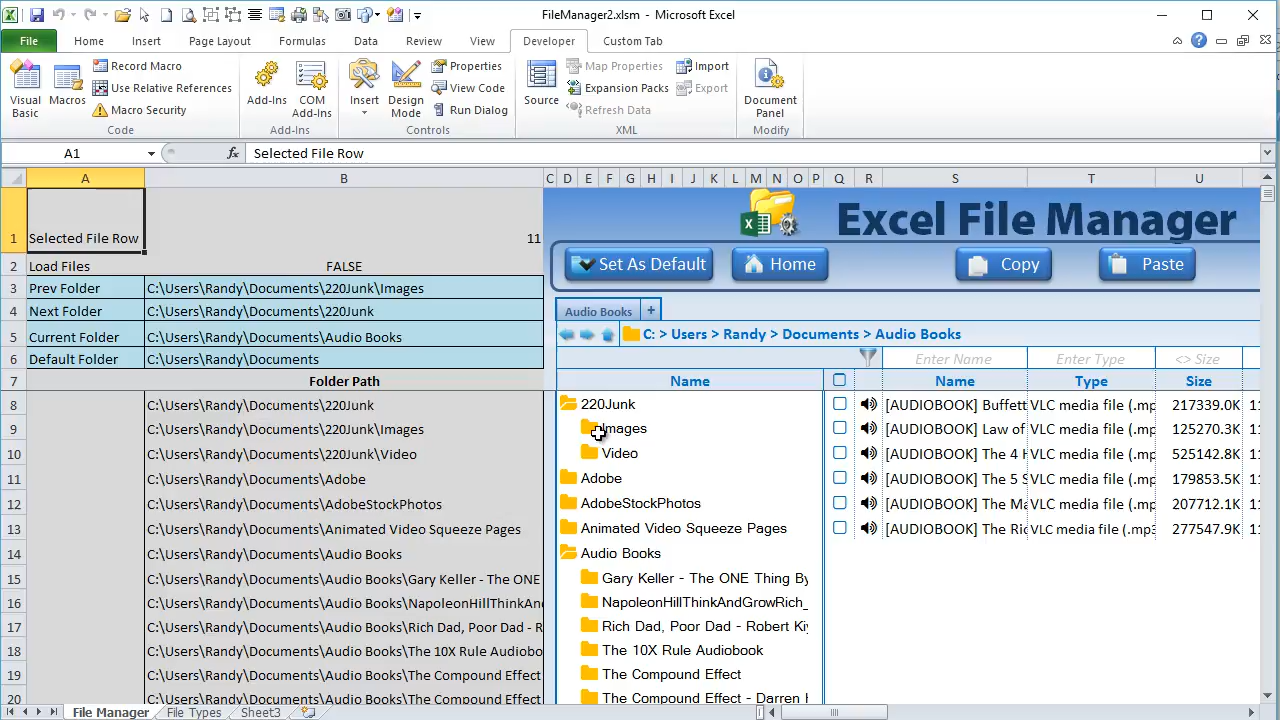 FileManager2.xlsm - Microsoft Excel
File Home Insert Page Layout Formulas Data Review View Developer Custom Tab
Visual Basic
Macros
Record Macro
Use Relative References
Macro Security
Code
Add-Ins
COM Add-Ins
Add-Ins
Insert
Design Mode
Properties
View Code
Run Dialog
Controls
Source
Map Properties
Expansion Packs
Refresh Data
Import
Export
XML
Document Panel
Modify
A1 fx Selected File Row
A B C D E F G H I J K L M N O P Q R S T U
1 Selected File Row 11
2 Load Files FALSE
3 Prev Folder C:\Users\Randy\Documents\220Junk\Images
4 Next Folder C:\Users\Randy\Documents\220Junk
5 Current Folder C:\Users\Randy\Documents\Audio Books
6 Default Folder C:\Users\Randy\Documents
7 Folder Path
8 C:\Users\Randy\Documents\220Junk
9 C:\Users\Randy\Documents\220Junk\Images
10 C:\Users\Randy\Documents\220Junk\Video
11 C:\Users\Randy\Documents\Adobe
12 C:\Users\Randy\Documents\AdobeStockPhotos
13 C:\Users\Randy\Documents\Animated Video Squeeze Pages
14 C:\Users\Randy\Documents\Audio Books
15 C:\Users\Randy\Documents\Audio Books\Gary Keller - The ONE
16 C:\Users\Randy\Documents\Audio Books\NapoleonHillThinkAnd
17 C:\Users\Randy\Documents\Audio Books\Rich Dad, Poor Dad - R
18 C:\Users\Randy\Documents\Audio Books\The 10X Rule Audiobo
19 C:\Users\Randy\Documents\Audio Books\The Compound Effect
20 C:\Users\Randy\Documents\Audio Books\The Compound Effect
Excel File Manager
Set As Default Home Copy Paste
Audio Books +
C: > Users > Randy > Documents > Audio Books
Enter Name Enter Type <> Size
Name Name Type Size
220Junk
Images
Video
Adobe
AdobeStockPhotos
Animated Video Squeeze Pages
Audio Books
Gary Keller - The ONE Thing By
NapoleonHillThinkAndGrowRich_
Rich Dad, Poor Dad - Robert Kiy
The 10X Rule Audiobook
The Compound Effect
The Compound Effect - Darren H
[AUDIOBOOK] Buffett VLC media file (.mp 217339.0K 11
[AUDIOBOOK] Law of VLC media file (.mp 125270.3K 11
[AUDIOBOOK] The 4 H VLC media file (.mp 525142.8K 11
[AUDIOBOOK] The 5 S VLC media file (.mp 179853.5K 11
[AUDIOBOOK] The Ma VLC media file (.mp 207712.1K 11
[AUDIOBOOK] The Ric VLC media file (.mp3 277547.9K 11
File Manager File Types Sheet3